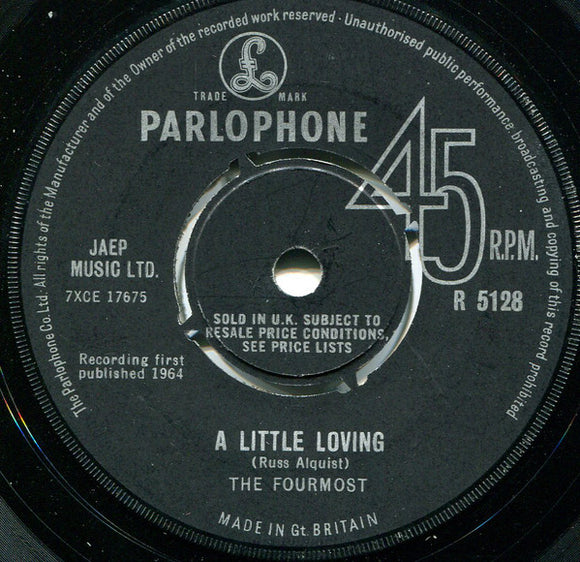 The Parlophone Co. Ltd. All rights of the Manufacturer and of the Owner of the recorded work reserved - Unauthorised public performance, broadcasting and copying of this record prohibited
£
TRADE MARK
PARLOPHONE
45
R.P.M.
JAEP
MUSIC LTD.
7XCE 17675
R 5128
SOLD IN U.K. SUBJECT TO
RESALE PRICE CONDITIONS,
SEE PRICE LISTS
Recording first
published 1964
A LITTLE LOVING
(Russ Alquist)
THE FOURMOST
MADE IN Gt. BRITAIN